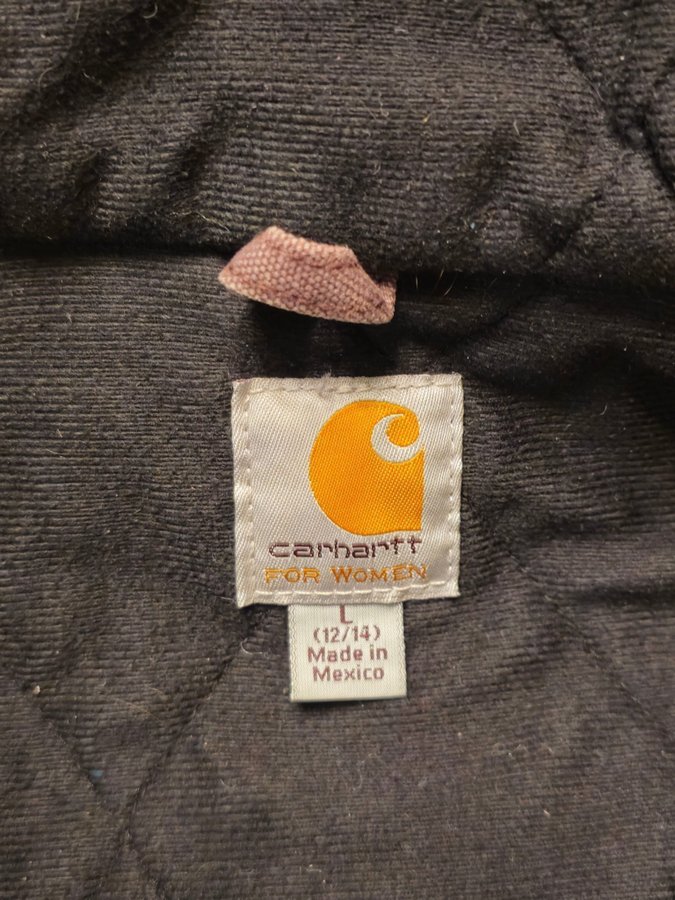 carhartt
FOR WOMEN
L
(12/14)
Made in
Mexico